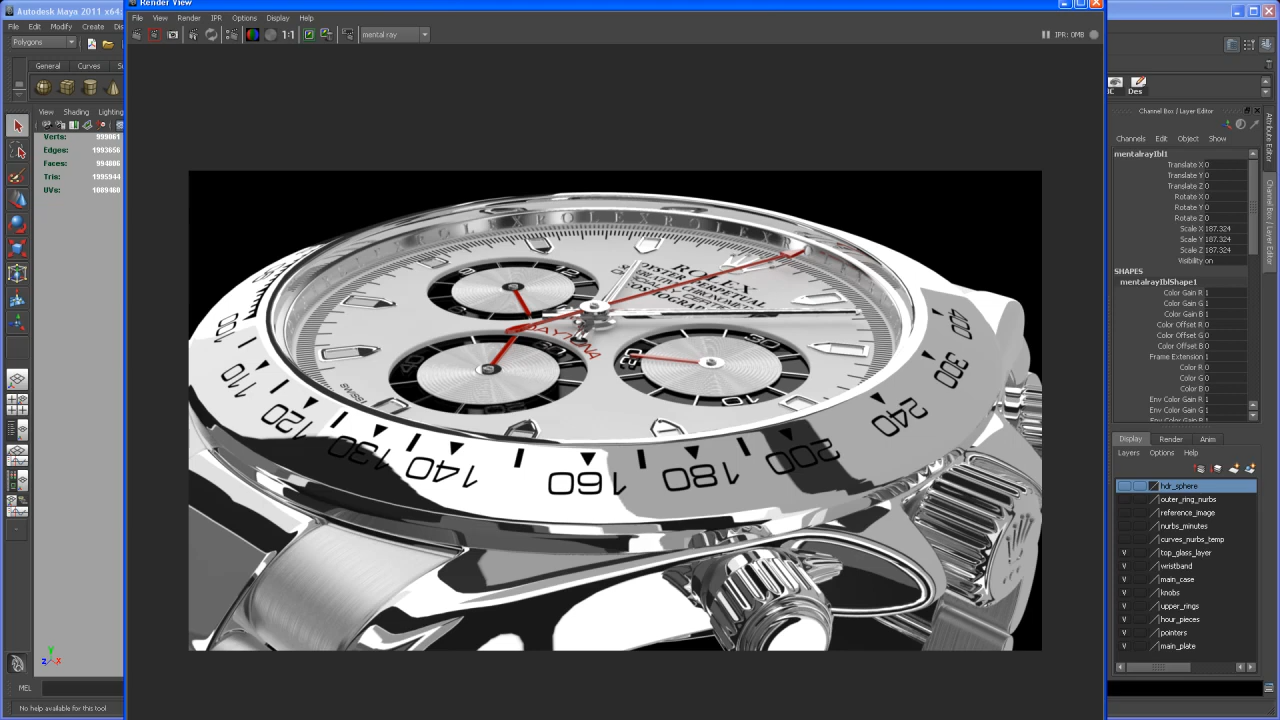 Autodesk Maya 2011 x64:
Render View
File Edit Modify Create
File View Render IPR Options Display Help
Polygons
1:1
mental ray
IPR: 0MB
General Curves
View Shading Lighting
Verts: 999061
Edges: 1993656
Faces: 994806
Tris: 1995944
UVs: 1009460
Des
Channel Box / Layer Editor
Channels Edit Object Show
mentalrayIbl1
Translate X 0
Translate Y 0
Translate Z 0
Rotate X 0
Rotate Y 0
Rotate Z 0
Scale X 187.324
Scale Y 187.324
Scale Z 187.324
Visibility on
SHAPES
mentalrayIblShape1
Color Gain R 1
Color Gain G 1
Color Gain B 1
Color Offset R 0
Color Offset G 0
Color Offset B 0
Frame Extension 1
Color R 0
Color G 0
Color B 0
Env Color Gain R 1
Env Color Gain G 1
Attribute Editor
Channel Box / Layer Editor
Display Render Anim
Layers Options Help
hdr_sphere
outer_ring_nurbs
reference_image
nurbs_minutes
curves_nurbs_temp
V top_glass_layer
V wristband
V main_case
V knobs
V upper_rings
V hour_pieces
V pointers
V main_plate
ROLEX
OYSTER PERPETUAL
COSMOGRAPH
DAYTONA
12
30
10
100
110
120
130
140
160
180
200
240
300
400
MEL
No help available for this tool